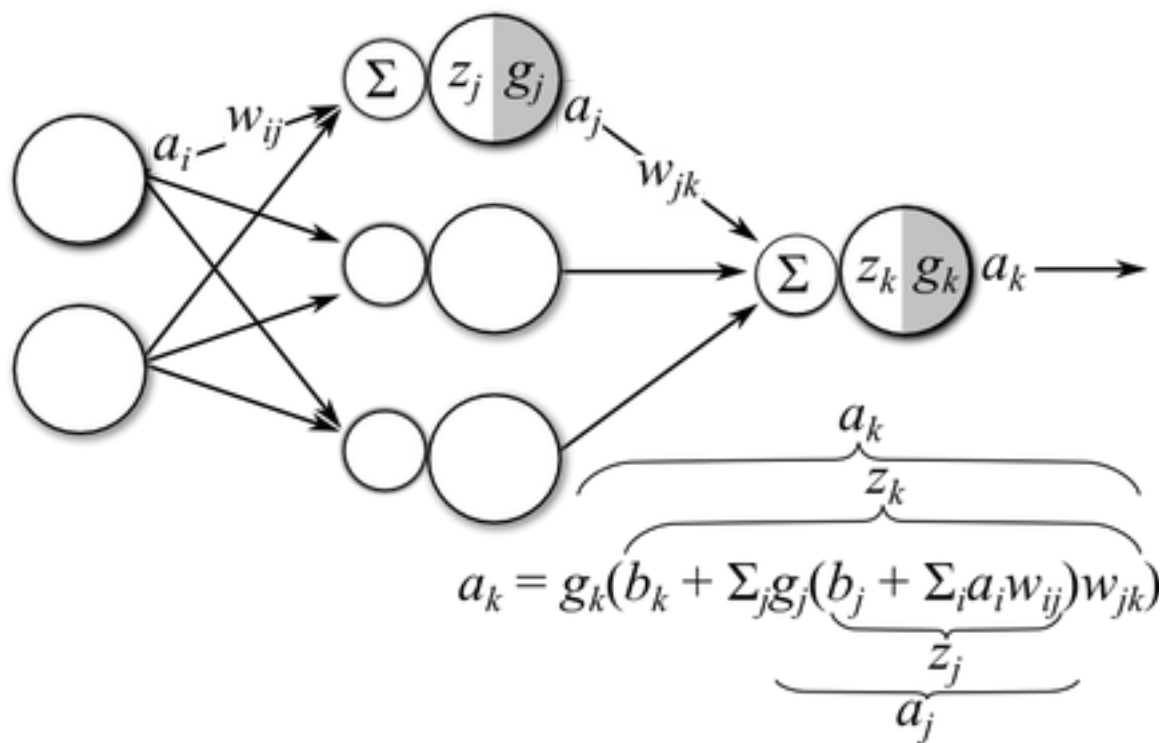 Σ z_j g_j
a_i w_ij
a_j
w_jk
Σ z_k g_k a_k
a_k
z_k
a_k = g_k(b_k + Σ_j g_j(b_j + Σ_i a_i w_ij)w_jk)
z_j
a_j